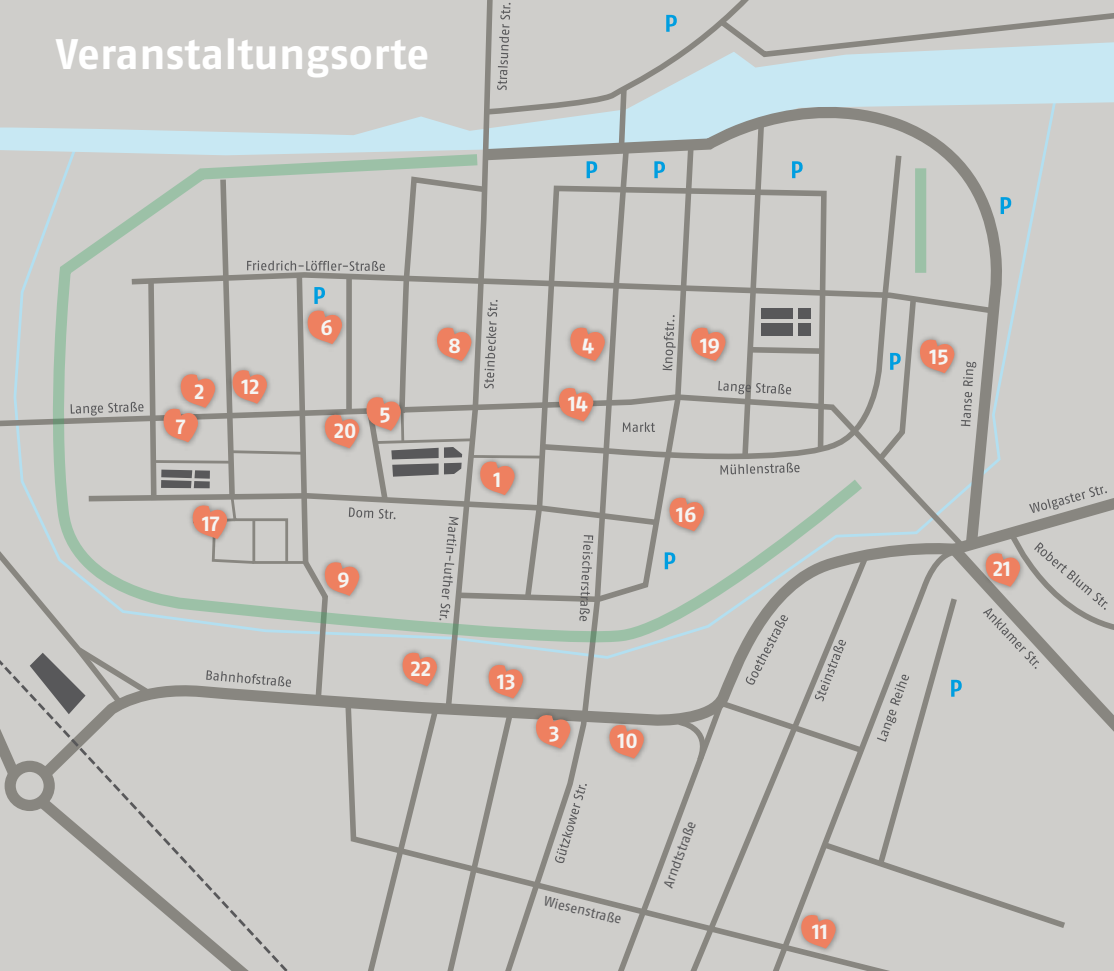 Veranstaltungsorte
Stralsunder Str.
P
P
P
P
P
Friedrich-Löffler-Straße
P
6
8
Steinbecker Str.
4
Knopfstr..
19
15
P
Hanse Ring
2
12
Lange Straße
Lange Straße
7
5
20
14
Markt
Mühlenstraße
1
Dom Str.
17
16
Wolgaster Str.
Martin-Luther Str.
Fleischerstraße
P
9
21
Robert Blum Str.
Anklamer Str.
22
13
Bahnhofstraße
Goethestraße
Steinstraße
Lange Reihe
P
3
10
Gützkower Str.
Arndtstraße
Wiesenstraße
11